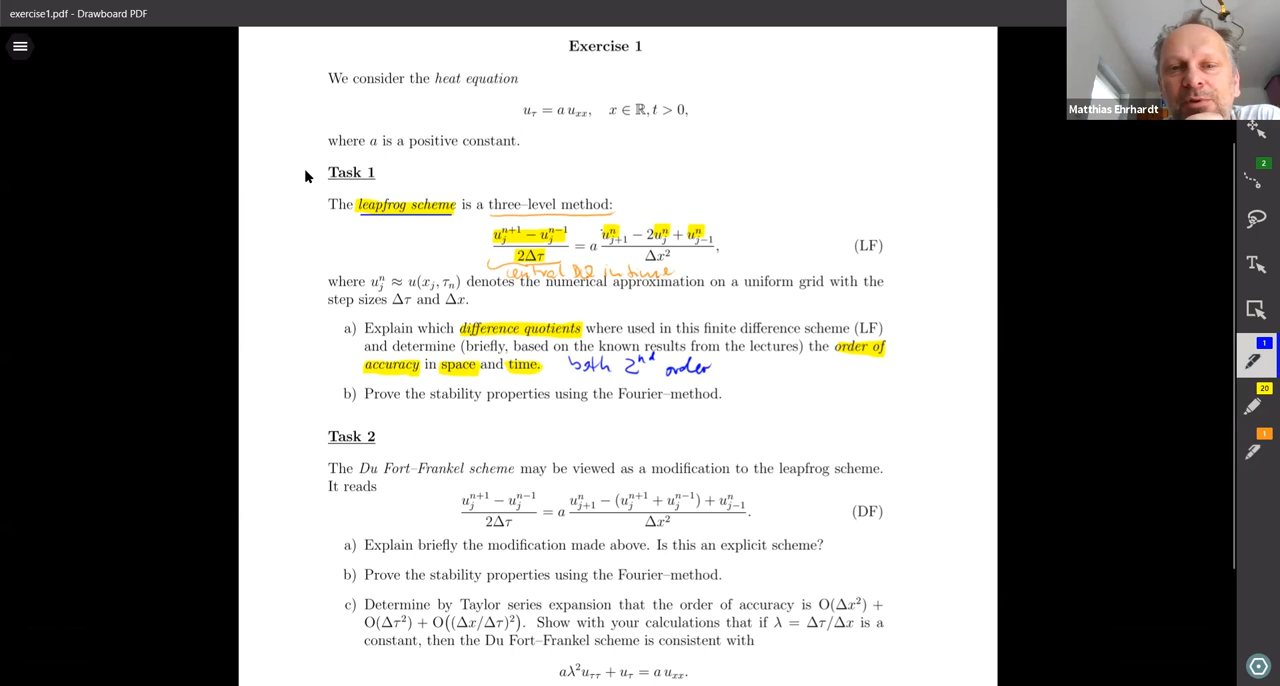 exercise1.pdf - Drawboard PDF
Matthias Ehrhardt
Exercise 1
We consider the heat equation
u_τ = a u_xx, x ∈ ℝ, t > 0,
where a is a positive constant.
Task 1
The leapfrog scheme is a three–level method:
(u_j^{n+1} − u_j^{n−1}) / (2Δτ) = a (u_{j+1}^n − 2u_j^n + u_{j−1}^n) / Δx², (LF)
central DQ in time
where u_j^n ≈ u(x_j, τ_n) denotes the numerical approximation on a uniform grid with the
step sizes Δτ and Δx.
a) Explain which difference quotients where used in this finite difference scheme (LF)
and determine (briefly, based on the known results from the lectures) the order of
accuracy in space and time. both 2nd order
b) Prove the stability properties using the Fourier–method.
Task 2
The Du Fort–Frankel scheme may be viewed as a modification to the leapfrog scheme.
It reads
(u_j^{n+1} − u_j^{n−1}) / (2Δτ) = a (u_{j+1}^n − (u_j^{n+1} + u_j^{n−1}) + u_{j−1}^n) / Δx². (DF)
a) Explain briefly the modification made above. Is this an explicit scheme?
b) Prove the stability properties using the Fourier–method.
c) Determine by Taylor series expansion that the order of accuracy is O(Δx²) +
O(Δτ²) + O((Δx/Δτ)²). Show with your calculations that if λ = Δτ/Δx is a
constant, then the Du Fort–Frankel scheme is consistent with
aλ²u_ττ + u_τ = a u_xx.
2
T
1
20
1